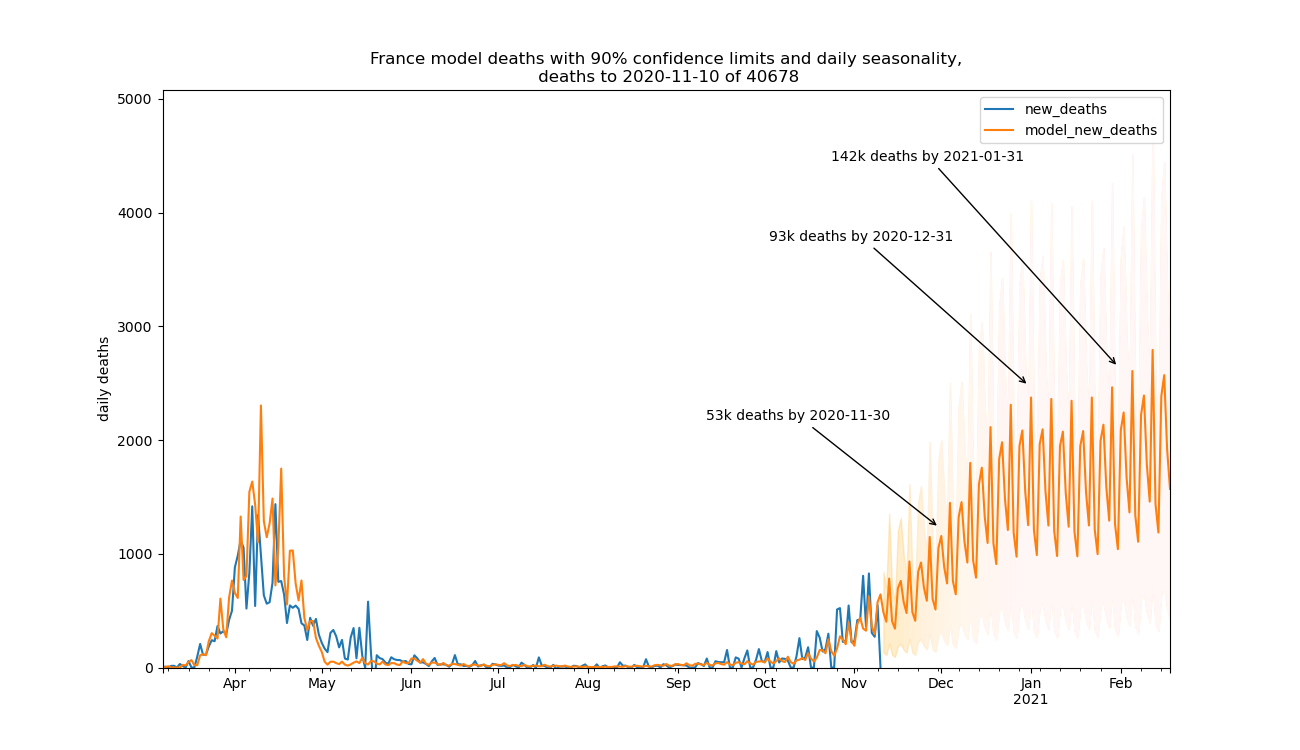 France model deaths with 90% confidence limits and daily seasonality,
deaths to 2020-11-10 of 40678
5000
4000
3000
2000
1000
0
daily deaths
new_deaths
model_new_deaths
142k deaths by 2021-01-31
93k deaths by 2020-12-31
53k deaths by 2020-11-30
Apr May Jun Jul Aug Sep Oct Nov Dec Jan Feb
2021